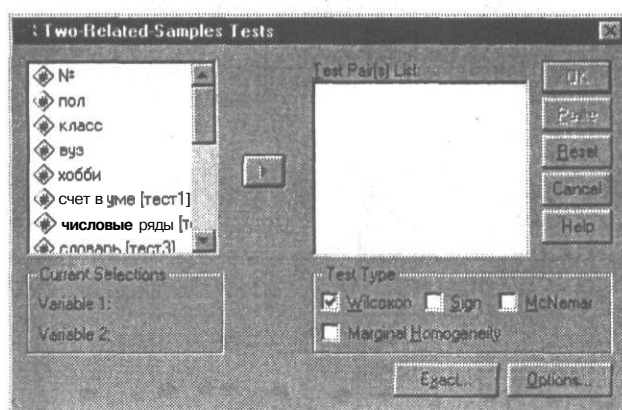 Two-Related-Samples Tests
Test Pair(s) List:
№
пол
класс
вуз
хобби
счет в уме [тест1]
числовые ряды [те
словарь [тест3]
OK
Paste
Reset
Cancel
Help
Current Selections
Variable 1:
Variable 2:
Test Type
Wilcoxon Sign McNemar
Marginal Homogeneity
Exact... Options...